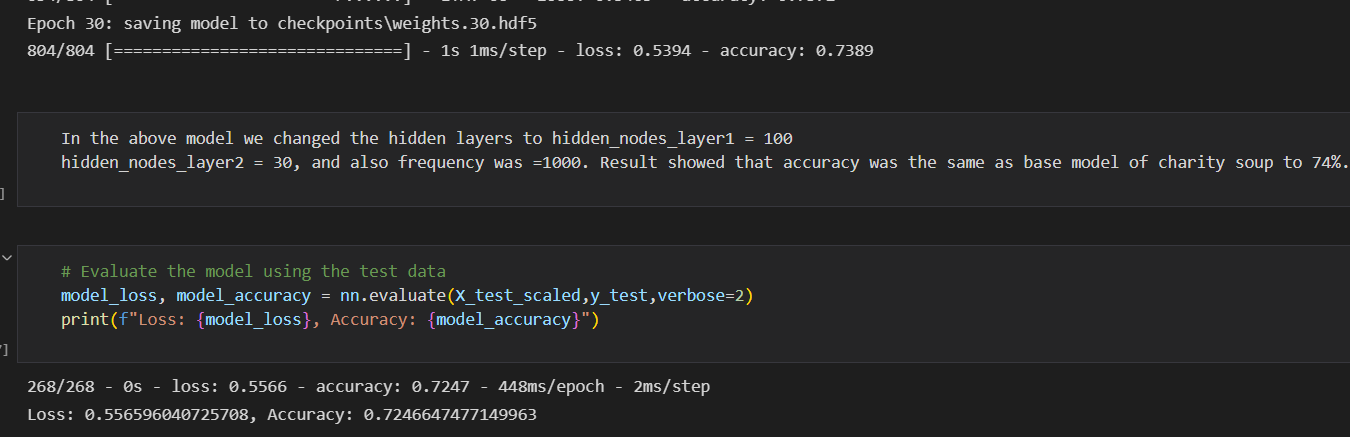 Epoch 30: saving model to checkpoints\weights.30.hdf5
804/804 [==============================] - 1s 1ms/step - loss: 0.5394 - accuracy: 0.7389
In the above model we changed the hidden layers to hidden_nodes_layer1 = 100
hidden_nodes_layer2 = 30, and also frequency was =1000. Result showed that accuracy was the same as base model of charity soup to 74%.
]
# Evaluate the model using the test data
model_loss, model_accuracy = nn.evaluate(X_test_scaled,y_test,verbose=2)
print(f"Loss: {model_loss}, Accuracy: {model_accuracy}")
]
268/268 - 0s - loss: 0.5566 - accuracy: 0.7247 - 448ms/epoch - 2ms/step
Loss: 0.556596040725708, Accuracy: 0.7246647477149963